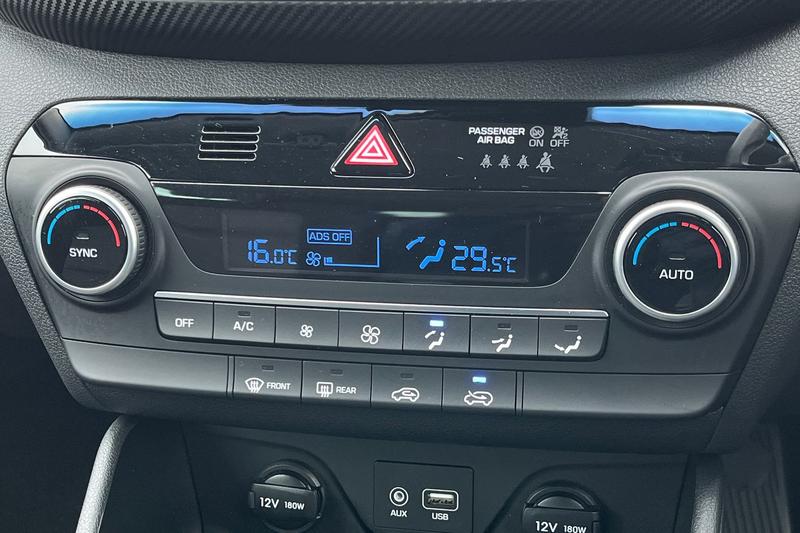 PASSENGER
AIR BAG ON OFF
SYNC
16.0℃
ADS OFF
29.5℃
AUTO
OFF
A/C
FRONT
REAR
12V 180W
AUX
USB
12V 180W